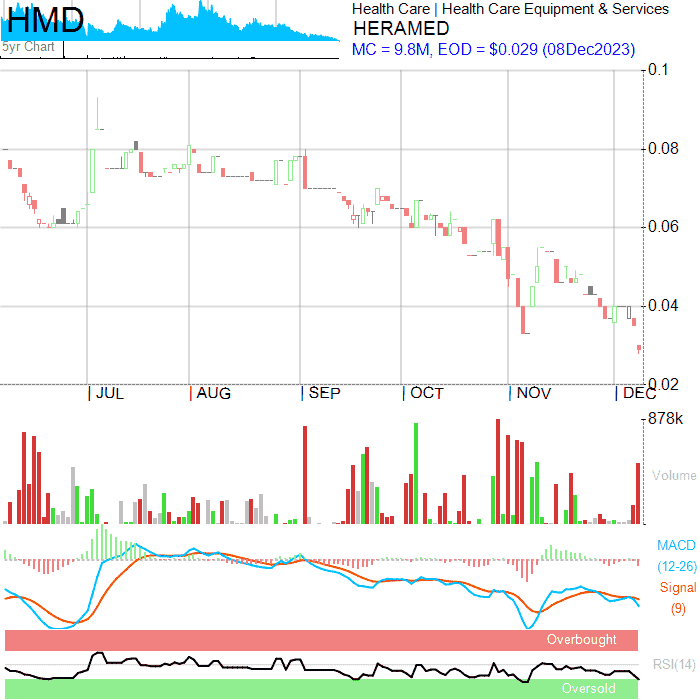 HMD
5yr Chart
Health Care | Health Care Equipment & Services
HERAMED
MC = 9.8M, EOD = $0.029 (08Dec2023)
0.1
0.08
0.06
0.04
0.02
JUL AUG SEP OCT NOV DEC
878k
Volume
MACD
(12-26)
Signal
(9)
Overbought
RSI(14)
Oversold